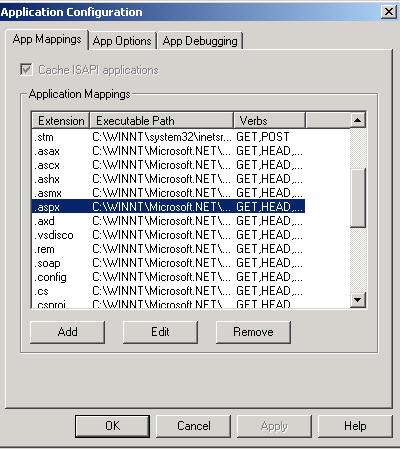 Application Configuration
App Mappings App Options App Debugging
Cache ISAPI applications
Application Mappings
Extension Executable Path Verbs
.stm C:\WINNT\system32\inetsr... GET,POST
.asax C:\WINNT\Microsoft.NET\... GET,HEAD,...
.ascx C:\WINNT\Microsoft.NET\... GET,HEAD,...
.ashx C:\WINNT\Microsoft.NET\... GET,HEAD,...
.asmx C:\WINNT\Microsoft.NET\... GET,HEAD,...
.aspx C:\WINNT\Microsoft.NET\... GET,HEAD,...
.axd C:\WINNT\Microsoft.NET\... GET,HEAD,...
.vsdisco C:\WINNT\Microsoft.NET\... GET,HEAD,...
.rem C:\WINNT\Microsoft.NET\... GET,HEAD,...
.soap C:\WINNT\Microsoft.NET\... GET,HEAD,...
.config C:\WINNT\Microsoft.NET\... GET,HEAD,...
.cs C:\WINNT\Microsoft.NET\... GET,HEAD,...
.csproj C:\WINNT\Microsoft.NET\... GET,HEAD,...
Add Edit Remove
OK Cancel Apply Help